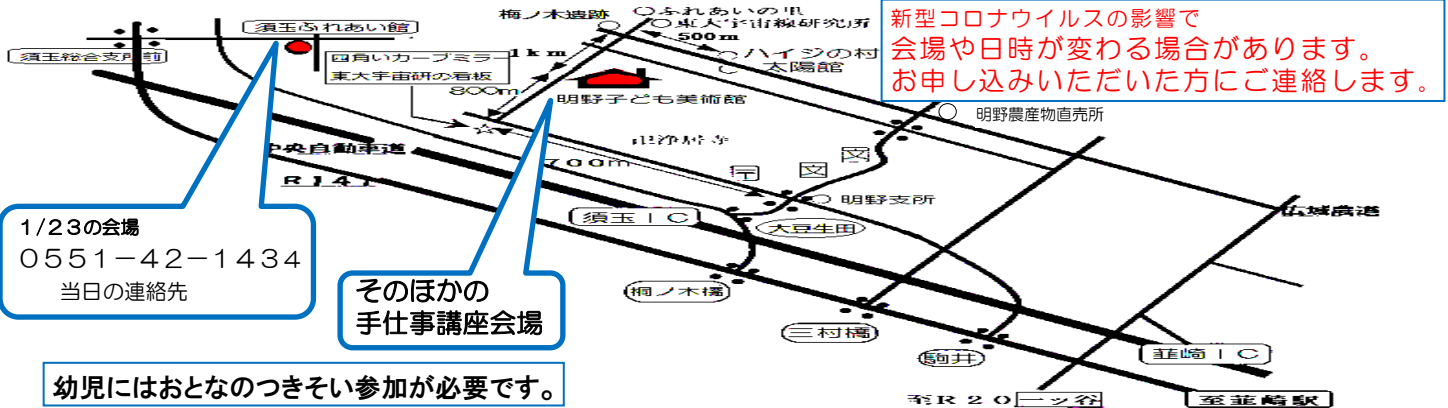 新型コロナウイルスの影響で
会場や日時が変わる場合があります。
お申し込みいただいた方にご連絡します。
梅ノ木遺跡
ふれあいの里
東大宇宙線研究所
500m
ハイジの村
太陽館
須玉ふれあい館
須玉総合支所前
1km
四角いカーブミラー
東大宇宙研の看板
800m
明野子ども美術館
明野農産物直売所
中央自動車道
700m
R141
文
文
明野支所
須玉IC
大豆生田
広域農道
1/23の会場
0551-42-1434
当日の連絡先
そのほかの
手仕事講座会場
桐ノ木橋
三村橋
駒井
韮崎IC
幼児にはおとなのつきそい参加が必要です。
至R20一ッ谷
至韮崎駅